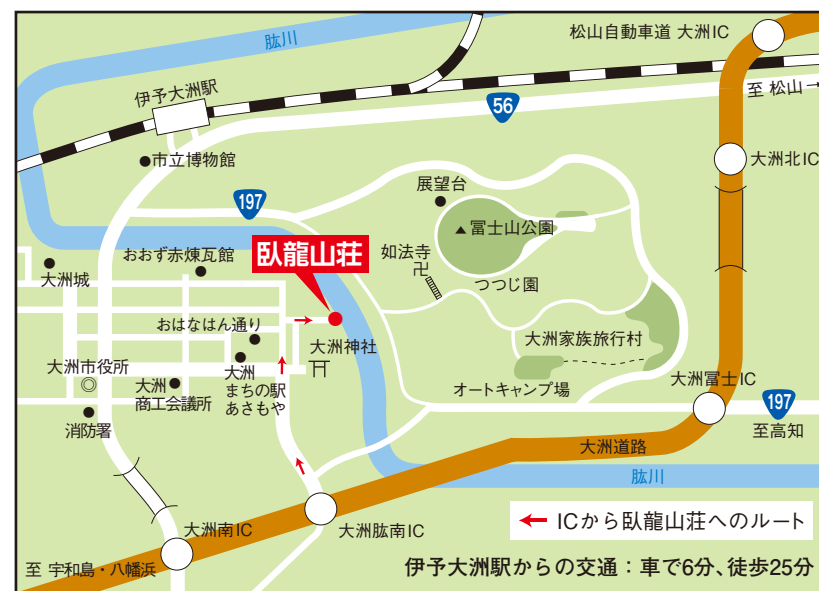 肱川
松山自動車道 大洲IC
伊予大洲駅
至 松山
56
市立博物館
大洲北IC
展望台
197
冨士山公園
おおず赤煉瓦館
臥龍山荘
如法寺
卍
大洲城
つつじ園
おはなはん通り
大洲神社
大洲家族旅行村
大洲市役所
大洲
まちの駅
あさもや
大洲
商工会議所
オートキャンプ場
大洲冨士IC
197
至高知
消防署
大洲道路
肱川
大洲南IC
大洲肱南IC
ICから臥龍山荘へのルート
至 宇和島・八幡浜
伊予大洲駅からの交通：車で6分、徒歩25分